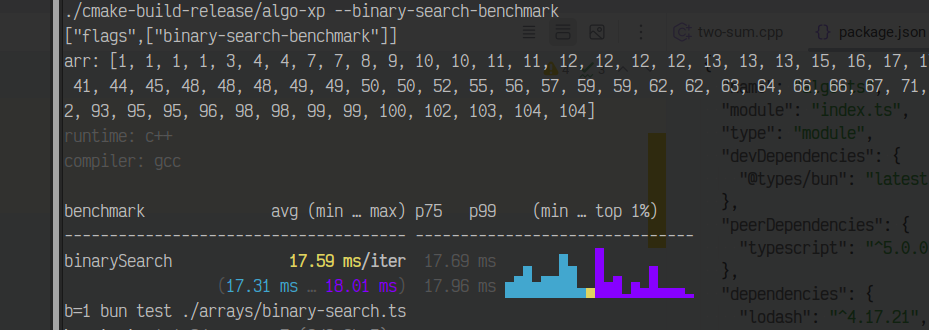 ./cmake-build-release/algo-xp --binary-search-benchmark
["flags",["binary-search-benchmark"]]
two-sum.cpp
package.json
arr: [1, 1, 1, 1, 3, 4, 4, 7, 7, 8, 9, 10, 10, 11, 11, 12, 12, 12, 12, 12, 13, 13, 13, 15, 16, 17, 1
41, 44, 45, 48, 48, 48, 49, 49, 50, 50, 52, 55, 56, 57, 59, 59, 62, 62, 63, 64, 66, 66, 67, 71,
2, 93, 95, 95, 96, 98, 98, 99, 99, 100, 102, 103, 104, 104]
"module": "index.ts",
runtime: c++
"type": "module",
compiler: gcc
"devDependencies": {
"@types/bun": "latest
},
benchmark avg (min … max) p75 p99 (min … top 1%)
"peerDependencies": {
-------------------------------------- -------------------------------
"typescript": "^5.0.0
binarySearch 17.59 ms/iter 17.69 ms
},
(17.31 ms … 18.01 ms) 17.96 ms
"dependencies": {
b=1 bun test ./arrays/binary-search.ts
"lodash": "^4.17.21",